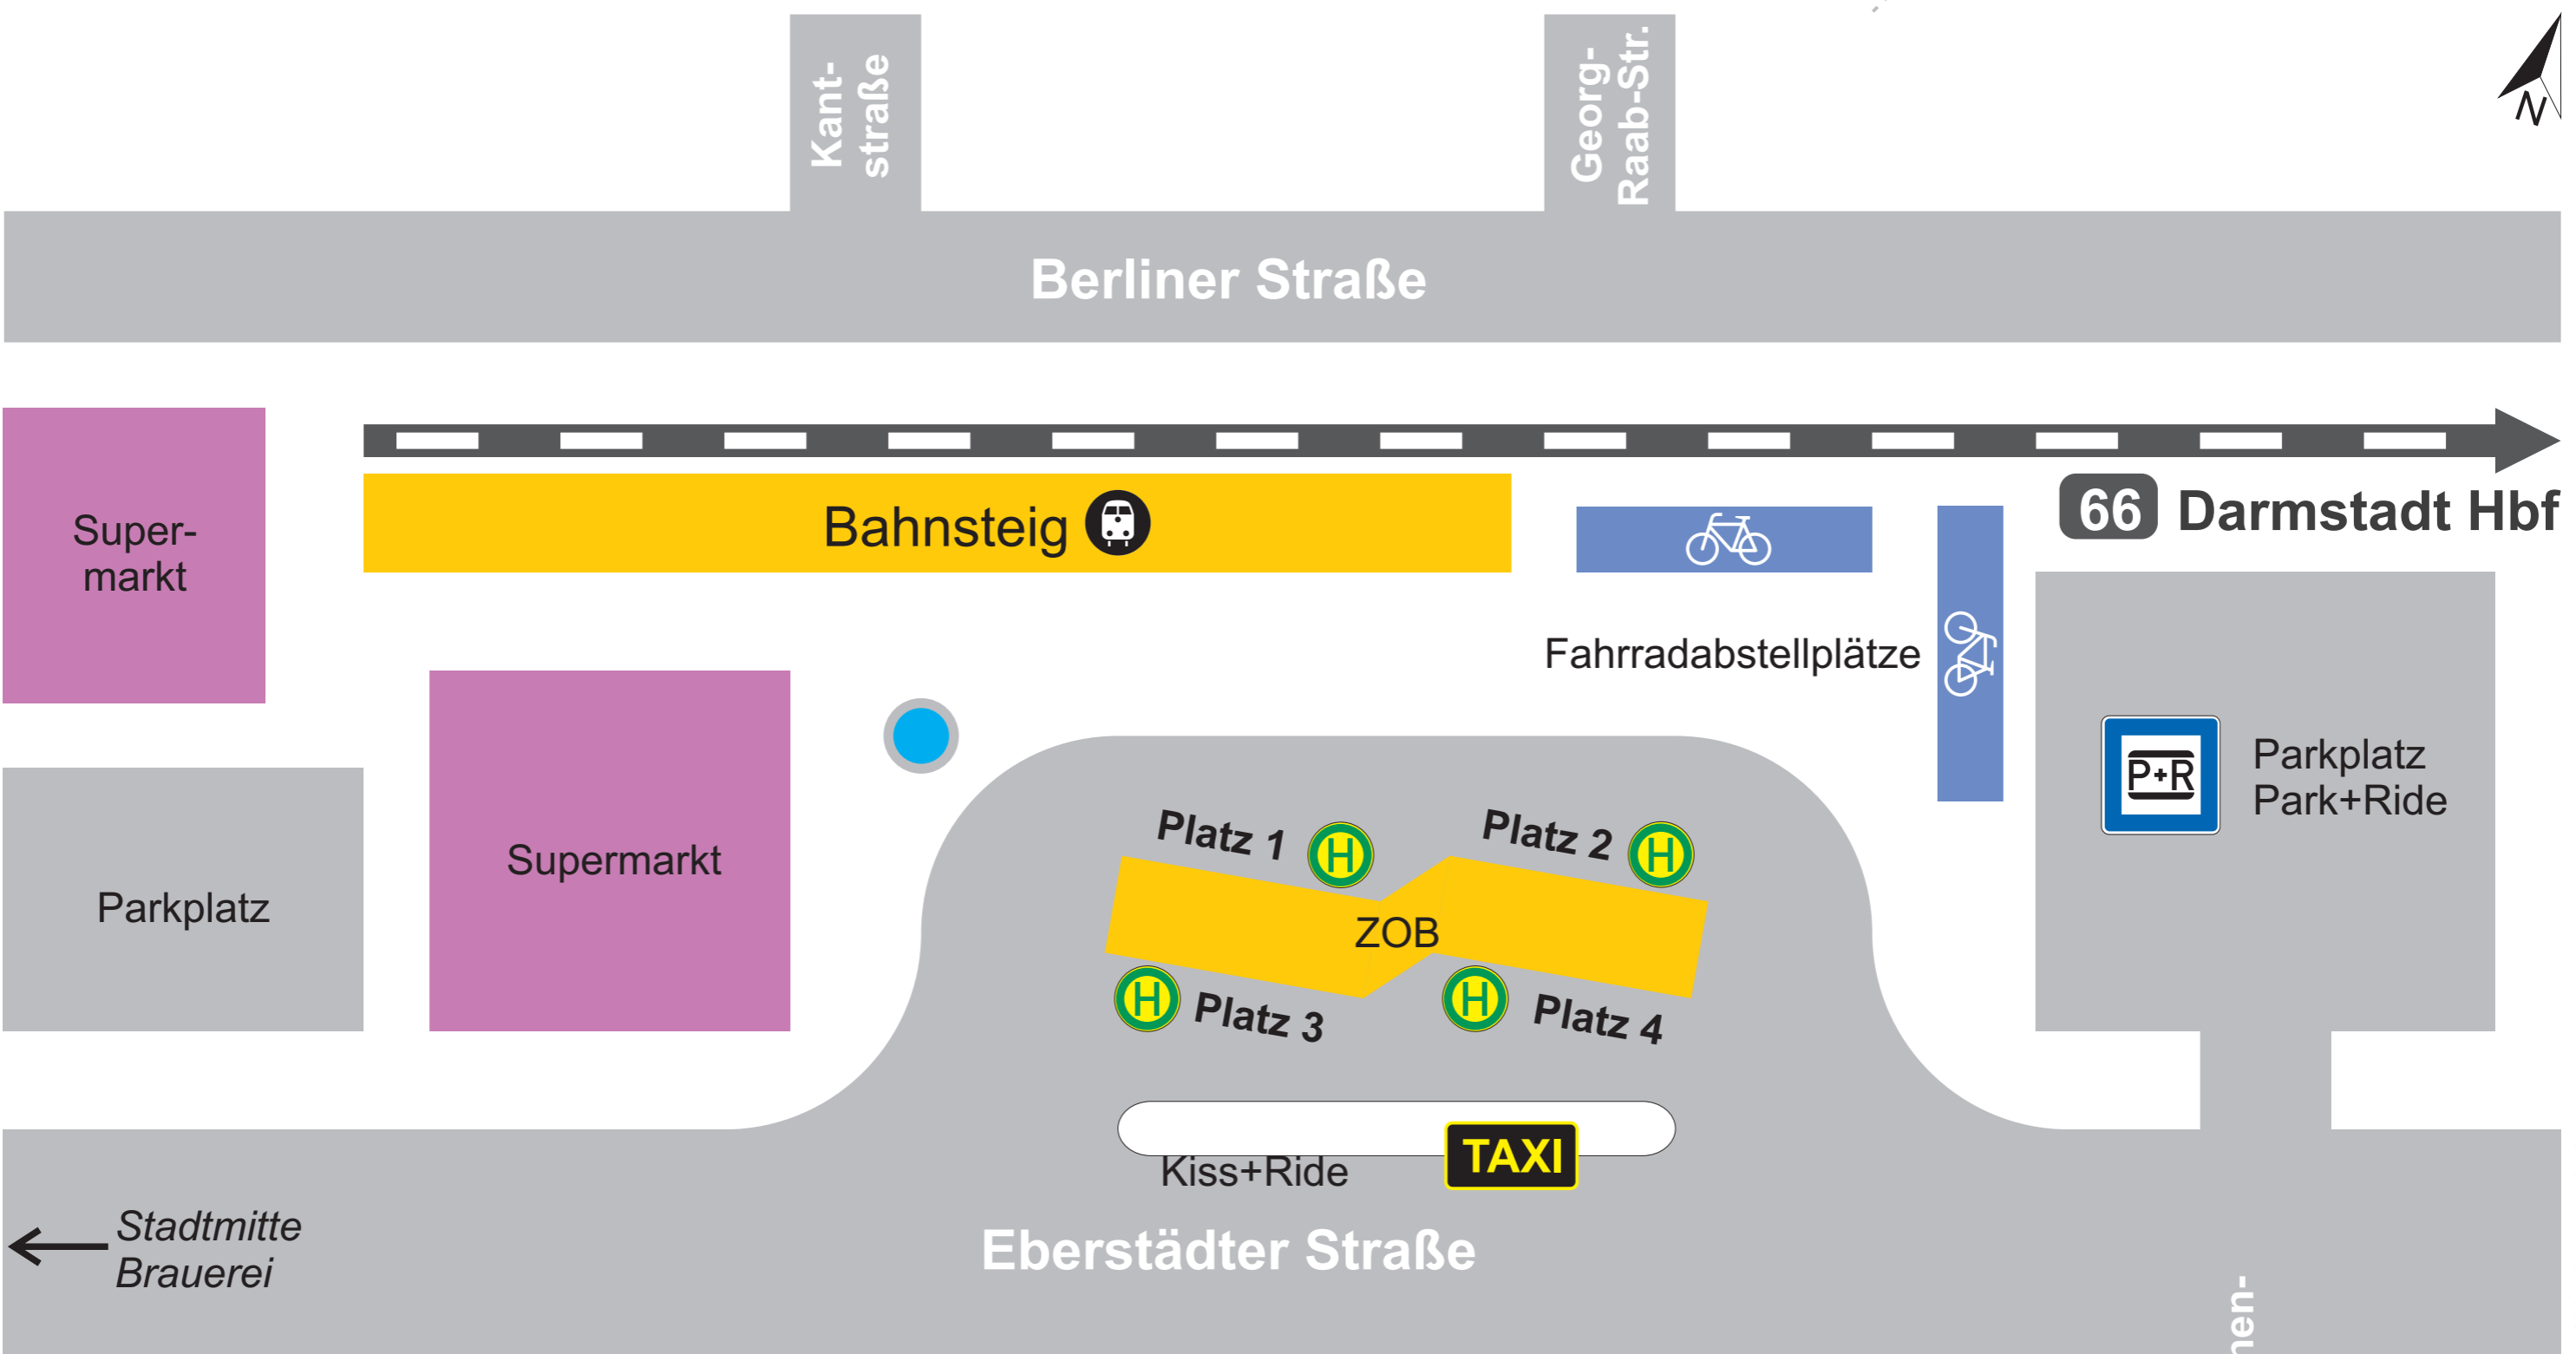 Kant-
straße
Georg-
Raab-Str.
N
Berliner Straße
66 Darmstadt Hbf
Bahnsteig
Super-
markt
Fahrradabstellplätze
P+R
Parkplatz
Park+Ride
Platz 1 H
Platz 2 H
Supermarkt
Parkplatz
ZOB
H Platz 3
H Platz 4
Kiss+Ride
TAXI
Stadtmitte
Brauerei
Eberstädter Straße